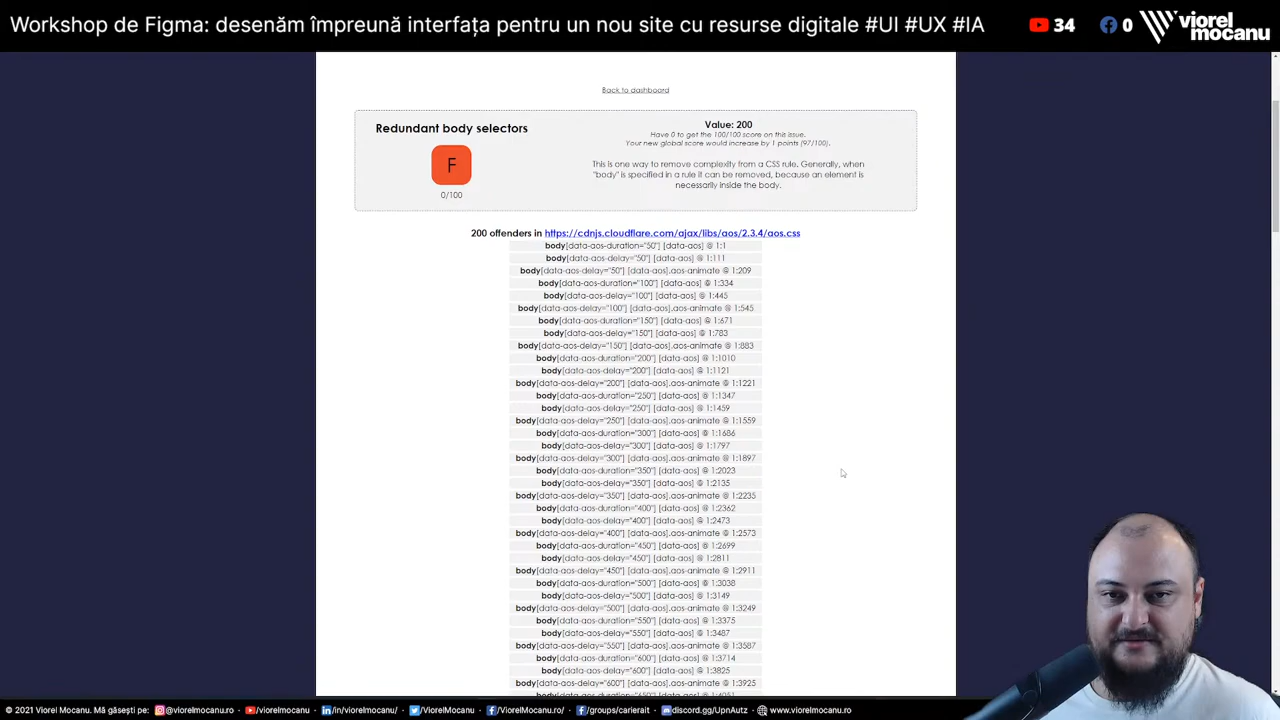 Workshop de Figma: desenăm împreună interfața pentru un nou site cu resurse digitale #UI #UX #IA
34
0
viorel
mocanu
Back to dashboard
Redundant body selectors
F
0/100
Value: 200
Have 0 to get the 100/100 score on this issue.
Your new global score would increase by 1 points (97/100).
This is one way to remove complexity from a CSS rule. Generally, when
"body" is specified in a rule it can be removed, because an element is
necessarily inside the body.
200 offenders in https://cdnjs.cloudflare.com/ajax/libs/aos/2.3.4/aos.css
body[data-aos-duration="50"] [data-aos] @ 1:1
body[data-aos-delay="50"] [data-aos] @ 1:111
body[data-aos-delay="50"] [data-aos].aos-animate @ 1:209
body[data-aos-duration="100"] [data-aos] @ 1:334
body[data-aos-delay="100"] [data-aos] @ 1:445
body[data-aos-delay="100"] [data-aos].aos-animate @ 1:545
body[data-aos-duration="150"] [data-aos] @ 1:671
body[data-aos-delay="150"] [data-aos] @ 1:783
body[data-aos-delay="150"] [data-aos].aos-animate @ 1:883
body[data-aos-duration="200"] [data-aos] @ 1:1010
body[data-aos-delay="200"] [data-aos] @ 1:1121
body[data-aos-delay="200"] [data-aos].aos-animate @ 1:1221
body[data-aos-duration="250"] [data-aos] @ 1:1347
body[data-aos-delay="250"] [data-aos] @ 1:1459
body[data-aos-delay="250"] [data-aos].aos-animate @ 1:1559
body[data-aos-duration="300"] [data-aos] @ 1:1686
body[data-aos-delay="300"] [data-aos] @ 1:1797
body[data-aos-delay="300"] [data-aos].aos-animate @ 1:1897
body[data-aos-duration="350"] [data-aos] @ 1:2023
body[data-aos-delay="350"] [data-aos] @ 1:2135
body[data-aos-delay="350"] [data-aos].aos-animate @ 1:2235
body[data-aos-duration="400"] [data-aos] @ 1:2362
body[data-aos-delay="400"] [data-aos] @ 1:2473
body[data-aos-delay="400"] [data-aos].aos-animate @ 1:2573
body[data-aos-duration="450"] [data-aos] @ 1:2699
body[data-aos-delay="450"] [data-aos] @ 1:2811
body[data-aos-delay="450"] [data-aos].aos-animate @ 1:2911
body[data-aos-duration="500"] [data-aos] @ 1:3038
body[data-aos-delay="500"] [data-aos] @ 1:3149
body[data-aos-delay="500"] [data-aos].aos-animate @ 1:3249
body[data-aos-duration="550"] [data-aos] @ 1:3375
body[data-aos-delay="550"] [data-aos] @ 1:3487
body[data-aos-delay="550"] [data-aos].aos-animate @ 1:3587
body[data-aos-duration="600"] [data-aos] @ 1:3714
body[data-aos-delay="600"] [data-aos] @ 1:3825
body[data-aos-delay="600"] [data-aos].aos-animate @ 1:3925
© 2021 Viorel Mocanu. Mă găsești pe: @viorelmocanu.ro /viorelmocanu /in/viorelmocanu/ /ViorelMocanu /ViorelMocanu.ro/ /groups/carierait discord.gg/UpnAutz www.viorelmocanu.ro